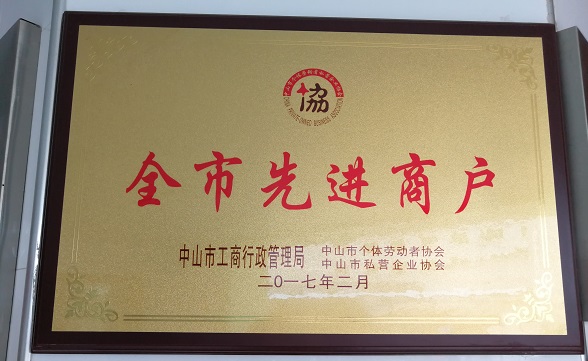 協
全市先进商户
中山市工商行政管理局
中山市个体劳动者协会
中山市私营企业协会
二〇一七年二月